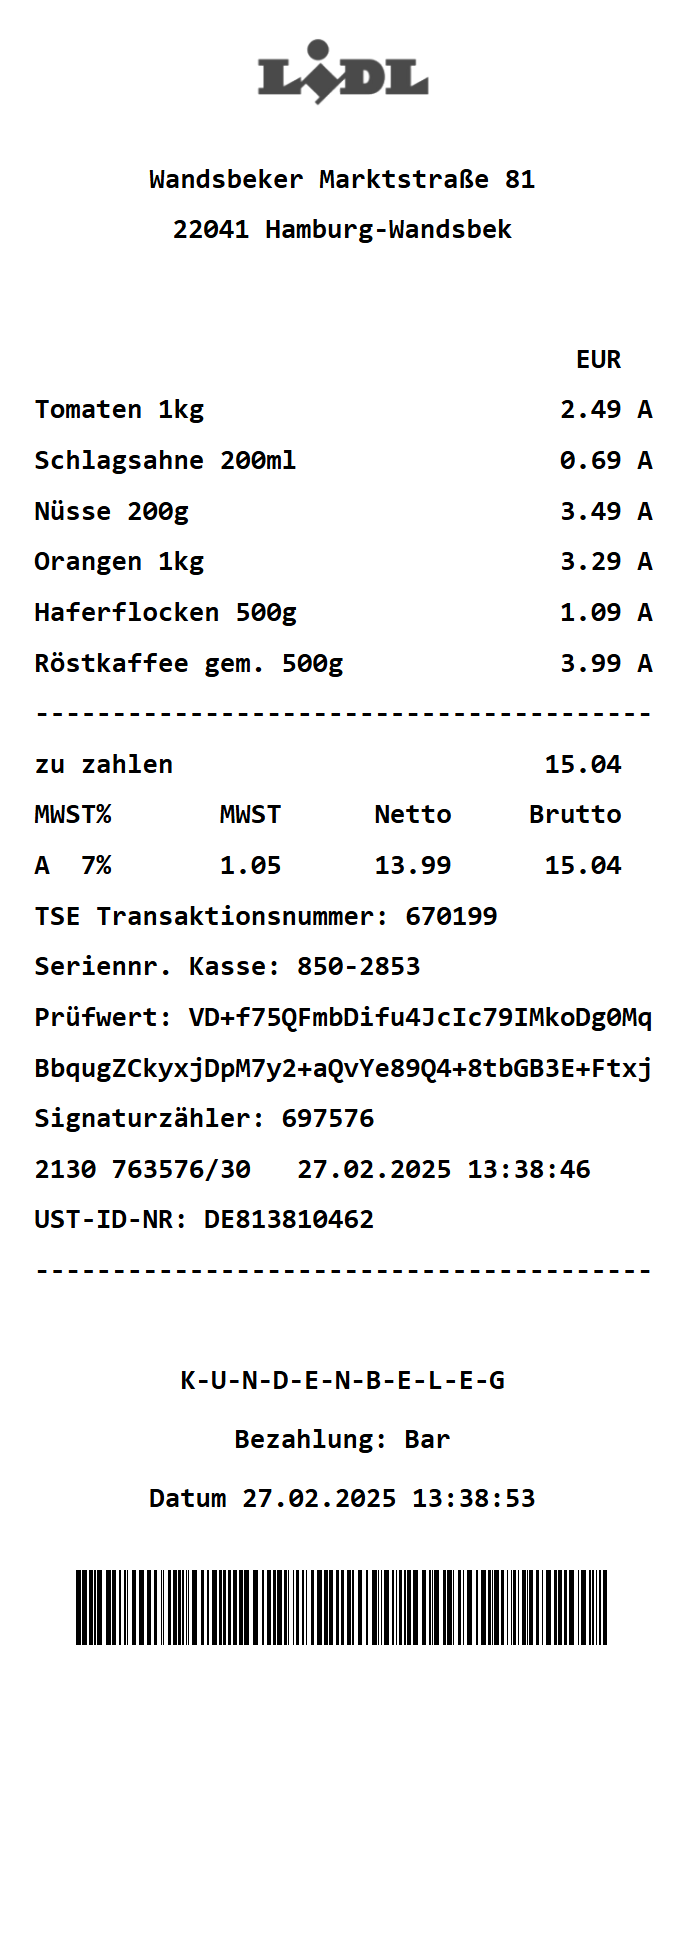 LIDL
Wandsbeker Marktstraße 81
22041 Hamburg-Wandsbek
EUR
Tomaten 1kg 2.49 A
Schlagsahne 200ml 0.69 A
Nüsse 200g 3.49 A
Orangen 1kg 3.29 A
Haferflocken 500g 1.09 A
Röstkaffee gem. 500g 3.99 A
----------------------------------------
zu zahlen 15.04
MWST% MWST Netto Brutto
A 7% 1.05 13.99 15.04
TSE Transaktionsnummer: 670199
Seriennr. Kasse: 850-2853
Prüfwert: VD+f75QFmbDifu4JcIc79IMkoDg0Mq
BbqugZCkyxjDpM7y2+aQvYe89Q4+8tbGB3E+Ftxj
Signaturzähler: 697576
2130 763576/30 27.02.2025 13:38:46
UST-ID-NR: DE813810462
----------------------------------------
K-U-N-D-E-N-B-E-L-E-G
Bezahlung: Bar
Datum 27.02.2025 13:38:53